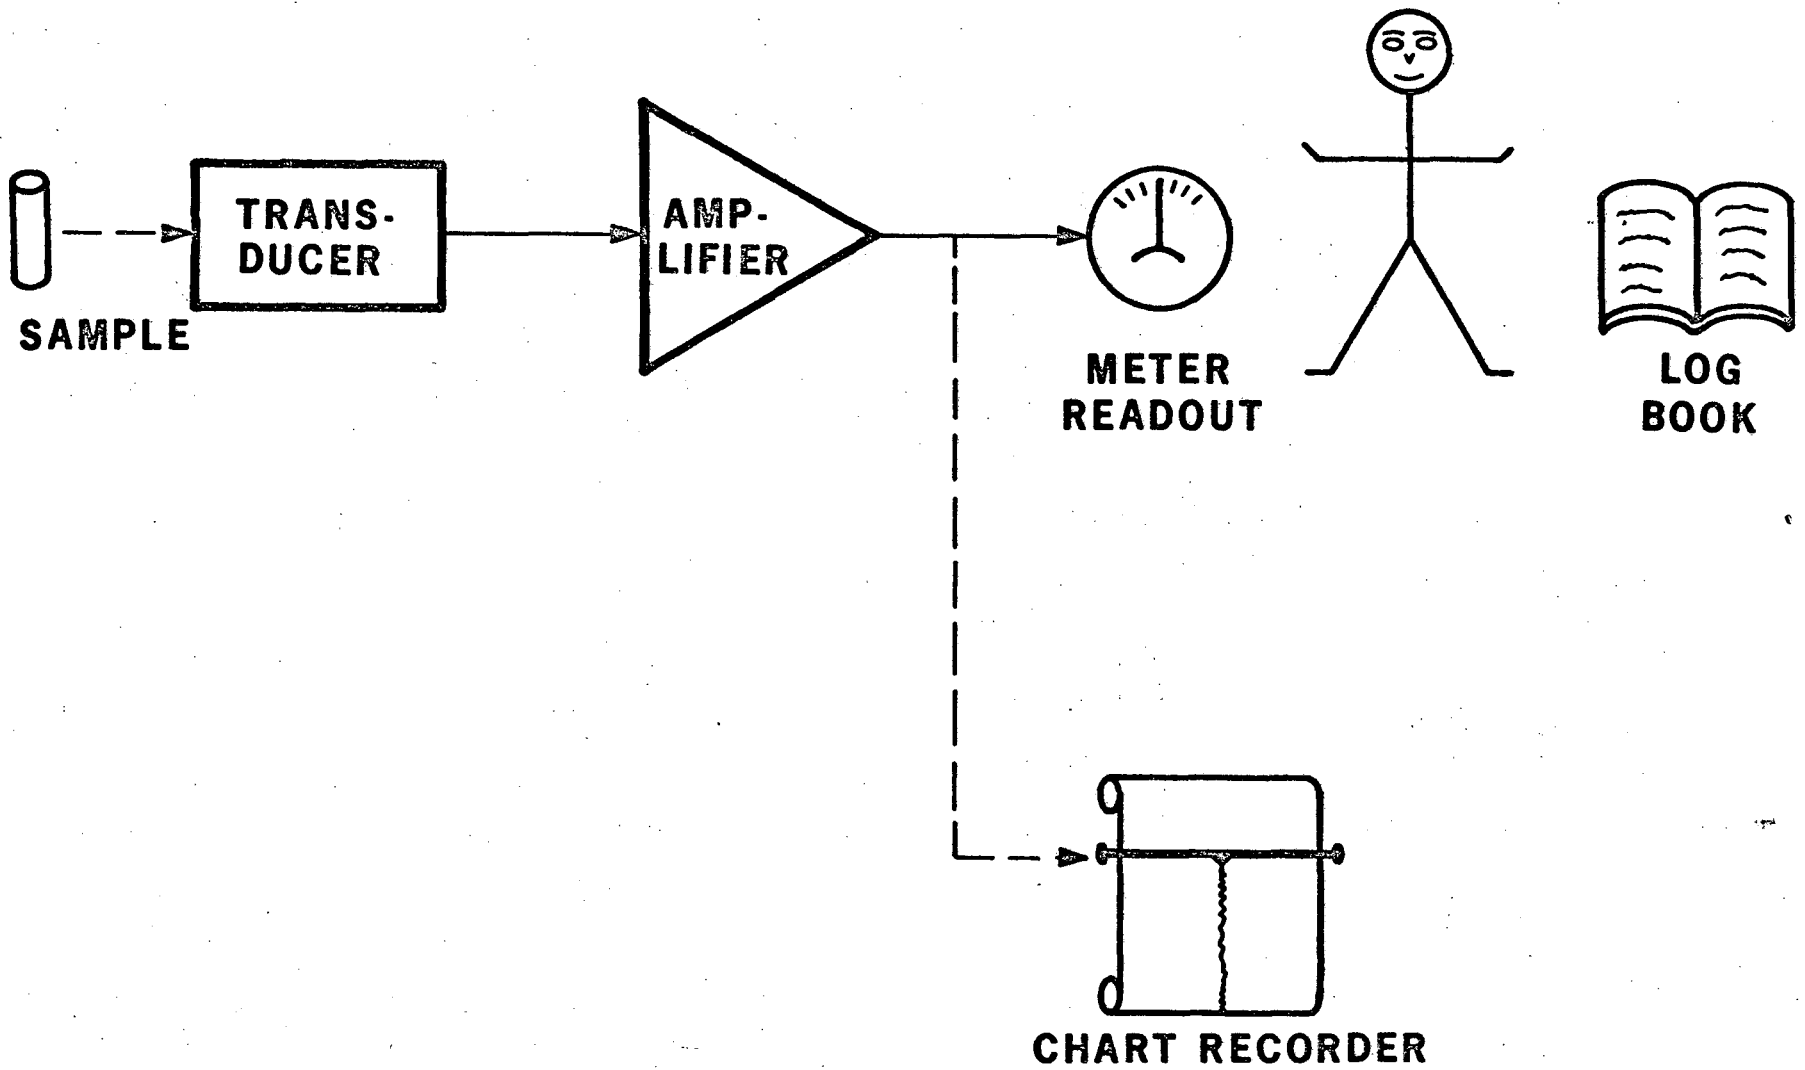 TRANS-
DUCER
AMP-
LIFIER
SAMPLE
METER
READOUT
LOG
BOOK
CHART RECORDER